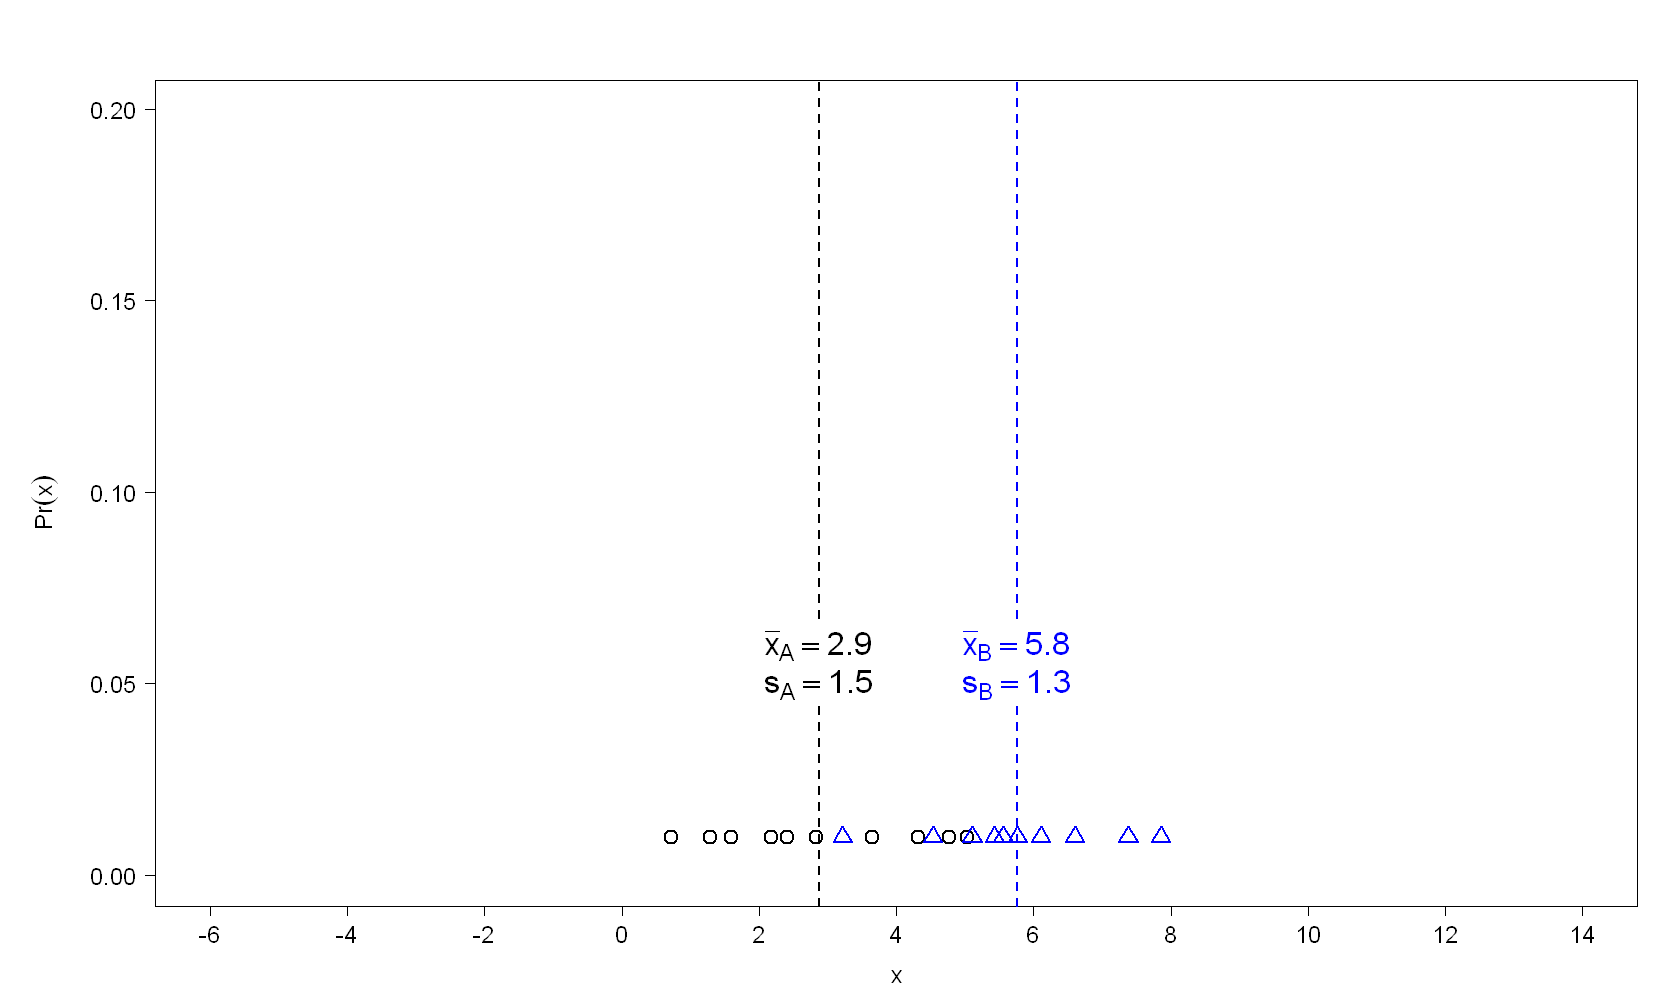 0.20
0.15
Pr(x)
0.10
x̄A = 2.9
sA = 1.5
x̄B = 5.8
sB = 1.3
0.05
0.00
-6 -4 -2 0 2 4 6 8 10 12 14
x